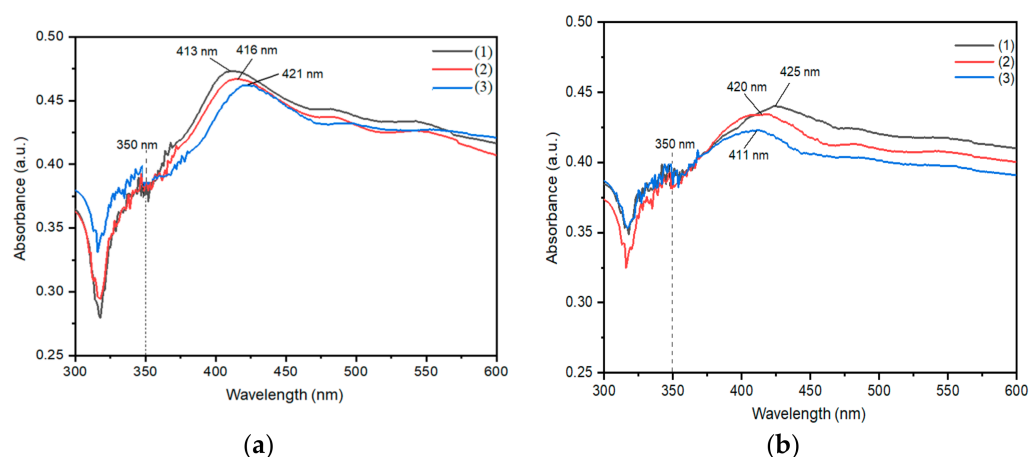 a)
0.50
0.45
0.40
0.35
0.30
0.25
Absorbance (a.u.)
300 350 400 450 500 550 600
Wavelength (nm)
413 nm
416 nm
421 nm
350 nm
(1)
(2)
(3)
(a)
b)
0.50
0.45
0.40
0.35
0.30
0.25
Absorbance (a.u.)
300 350 400 450 500 550 600
Wavelength (nm)
425 nm
420 nm
350 nm
411 nm
(1)
(2)
(3)
(b)